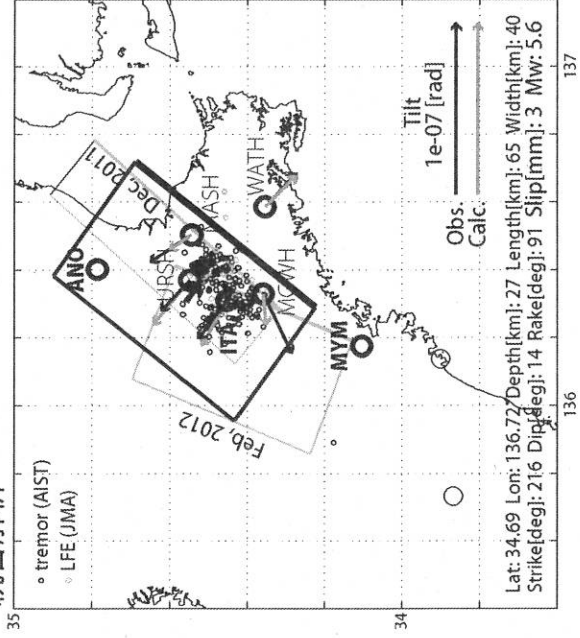 35
tremor (AIST)
LFE (JMA)
Dec, 2011
ANO
URSH
WATH
ITA
MGWH
MYM
Feb, 2012
Tilt
1e-07 [rad]
Obs.
Calc.
34
Lat: 34.69 Lon: 136.727 Depth[km]: 27 Length[km]: 65 Width[km]: 40
Strike[deg]: 216 Dip[deg]: 14 Rake[deg]: 91 Slip[mm]: 3 Mw: 5.6
136
137